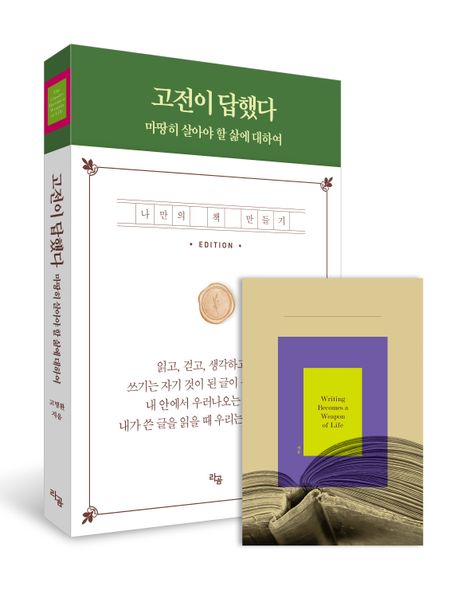 고전이 답했다
마땅히 살아야 할 삶에 대하여
나만의 책 만들기
• EDITION •
읽고, 걷고, 생각하고
쓰기는 자기 것이 된 글이
내 안에서 우러나오는
내가 쓴 글을 읽을 때 우리는
라곰
고전이 답했다 마땅히 살아야 할 삶에 대하여
고명환
지음
라곰
Writing
Becomes a
Weapon
of Life